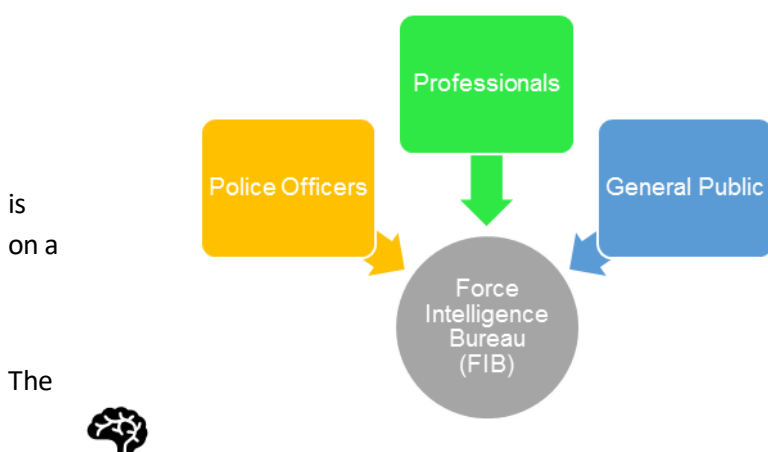 Professionals
Police Officers
General Public
is
on a
Force
Intelligence
Bureau
(FIB)
The